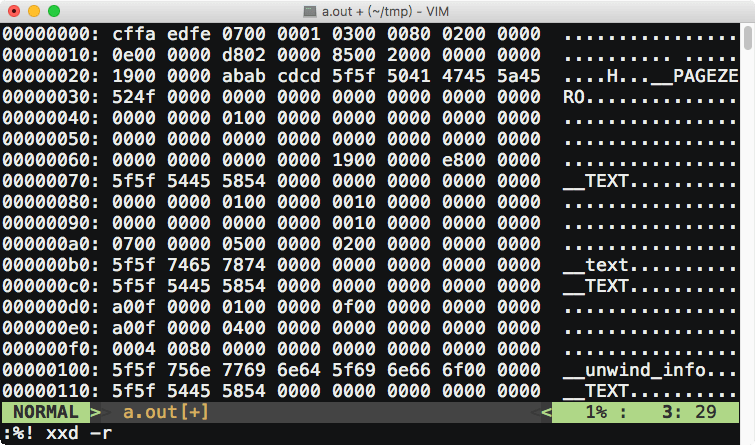 a.out + (~/tmp) - VIM
00000000: cffa edfe 0700 0001 0300 0080 0200 0000  ................
00000010: 0e00 0000 d802 0000 8500 2000 0000 0000  .......... .....
00000020: 1900 0000 abab cdcd 5f5f 5041 4745 5a45  ....H...__PAGEZE
00000030: 524f 0000 0000 0000 0000 0000 0000 0000  RO..............
00000040: 0000 0000 0100 0000 0000 0000 0000 0000  ................
00000050: 0000 0000 0000 0000 0000 0000 0000 0000  ................
00000060: 0000 0000 0000 0000 1900 0000 e800 0000  ................
00000070: 5f5f 5445 5854 0000 0000 0000 0000 0000  __TEXT..........
00000080: 0000 0000 0100 0000 0010 0000 0000 0000  ................
00000090: 0000 0000 0000 0000 0010 0000 0000 0000  ................
000000a0: 0700 0000 0500 0000 0200 0000 0000 0000  ................
000000b0: 5f5f 7465 7874 0000 0000 0000 0000 0000  __text..........
000000c0: 5f5f 5445 5854 0000 0000 0000 0000 0000  __TEXT..........
000000d0: a00f 0000 0100 0000 0f00 0000 0000 0000  ................
000000e0: a00f 0000 0400 0000 0000 0000 0000 0000  ................
000000f0: 0004 0080 0000 0000 0000 0000 0000 0000  ................
00000100: 5f5f 756e 7769 6e64 5f69 6e66 6f00 0000  __unwind_info...
00000110: 5f5f 5445 5854 0000 0000 0000 0000 0000  __TEXT..........
NORMAL > a.out[+] < 1% : 3: 29
:%! xxd -r